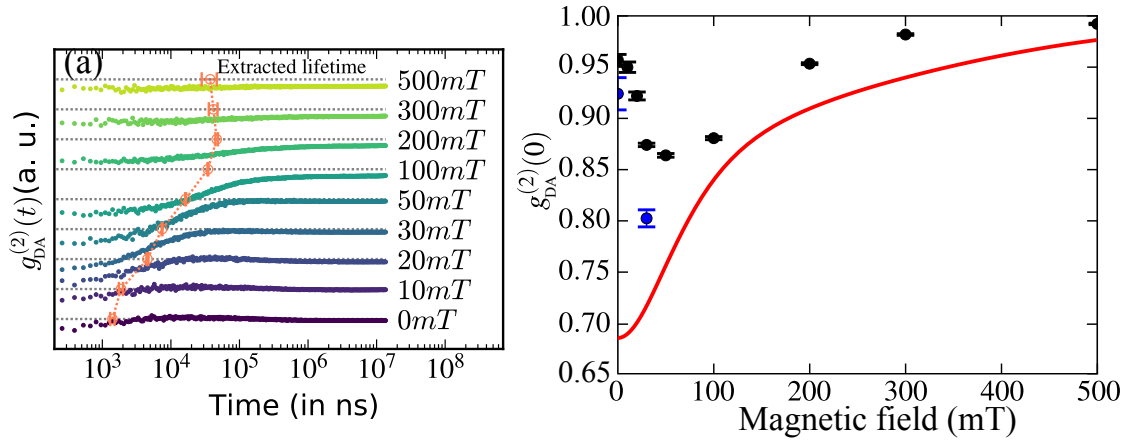 (a)
Extracted lifetime
500mT
300mT
200mT
100mT
50mT
30mT
20mT
10mT
0mT
g_DA^(2)(t)(a. u.)
10^3 10^4 10^5 10^6 10^7 10^8
Time (in ns)
1.00
0.95
0.90
0.85
0.80
0.75
0.70
0.65
g_DA^(2)(0)
0 100 200 300 400 500
Magnetic field (mT)